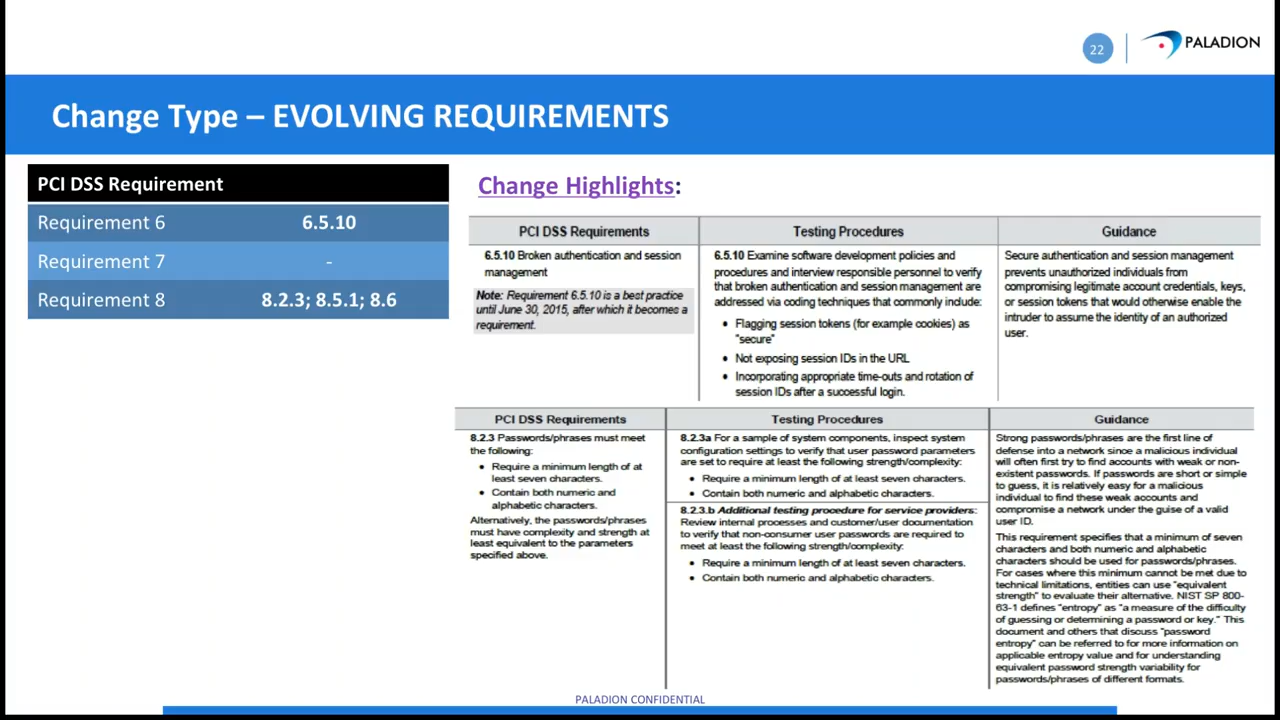 22
PALADION
Change Type – EVOLVING REQUIREMENTS
PCI DSS Requirement
Requirement 6 6.5.10
Requirement 7 -
Requirement 8 8.2.3; 8.5.1; 8.6
Change Highlights:
PCI DSS Requirements Testing Procedures Guidance
6.5.10 Broken authentication and session
management
Note: Requirement 6.5.10 is a best practice
until June 30, 2015, after which it becomes a
requirement.
6.5.10 Examine software development policies and
procedures and interview responsible personnel to verify
that broken authentication and session management are
addressed via coding techniques that commonly include:
• Flagging session tokens (for example cookies) as
"secure"
• Not exposing session IDs in the URL
• Incorporating appropriate time-outs and rotation of
session IDs after a successful login.
Secure authentication and session management
prevents unauthorized individuals from
compromising legitimate account credentials, keys,
or session tokens that would otherwise enable the
intruder to assume the identity of an authorized
user.
PCI DSS Requirements Testing Procedures Guidance
8.2.3 Passwords/phrases must meet
the following:
• Require a minimum length of at
least seven characters.
• Contain both numeric and
alphabetic characters.
Alternatively, the passwords/phrases
must have complexity and strength at
least equivalent to the parameters
specified above.
8.2.3a For a sample of system components, inspect system
configuration settings to verify that user password parameters
are set to require at least the following strength/complexity:
• Require a minimum length of at least seven characters.
• Contain both numeric and alphabetic characters.
8.2.3.b Additional testing procedure for service providers:
Review internal processes and customer/user documentation
to verify that non-consumer user passwords are required to
meet at least the following strength/complexity:
• Require a minimum length of at least seven characters.
• Contain both numeric and alphabetic characters.
Strong passwords/phrases are the first line of
defense into a network since a malicious individual
will often first try to find accounts with weak or non-
existent passwords. If passwords are short or simple
to guess, it is relatively easy for a malicious
individual to find these weak accounts and
compromise a network under the guise of a valid
user ID.
This requirement specifies that a minimum of seven
characters and both numeric and alphabetic
characters should be used for passwords/phrases.
For cases where this minimum cannot be met due to
technical limitations, entities can use "equivalent
strength" to evaluate their alternative. NIST SP 800-
63-1 defines "entropy" as "a measure of the difficulty
of guessing or determining a password or key." This
document and others that discuss "password
entropy" can be referred to for more information on
applicable entropy value and for understanding
equivalent password strength variability for
passwords/phrases of different formats.
PALADION CONFIDENTIAL